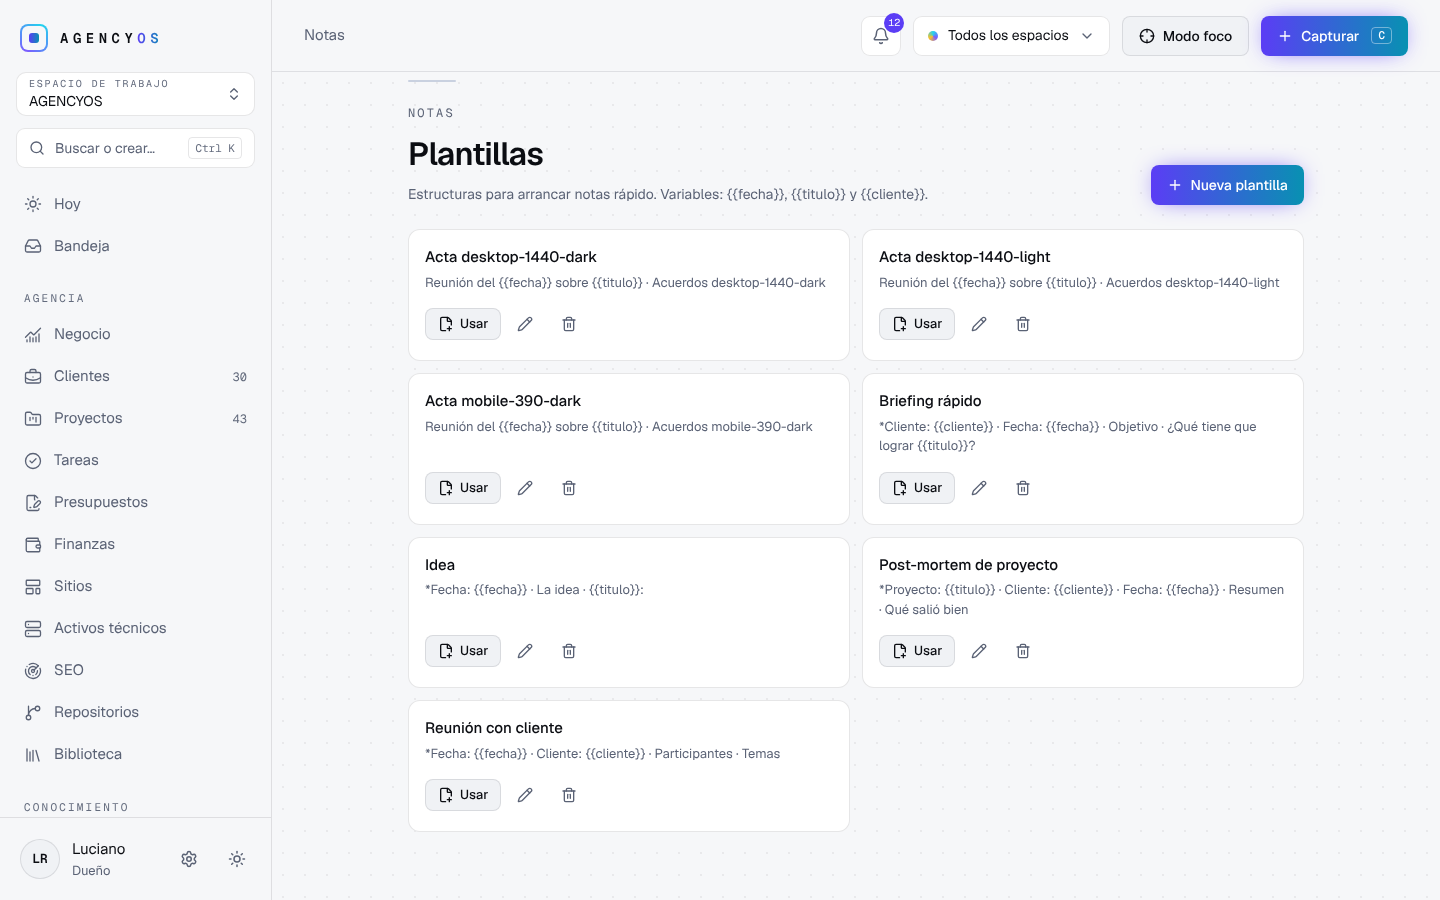 AGENCYOS
ESPACIO DE TRABAJO
AGENCYOS
Buscar o crear...
Ctrl K
Hoy
Bandeja
AGENCIA
Negocio
Clientes 30
Proyectos 43
Tareas
Presupuestos
Finanzas
Sitios
Activos técnicos
SEO
Repositorios
Biblioteca
CONOCIMIENTO
LR
Luciano
Dueño
Notas
12
Todos los espacios
Modo foco
Capturar C
NOTAS
Plantillas
Estructuras para arrancar notas rápido. Variables: {{fecha}}, {{titulo}} y {{cliente}}.
Nueva plantilla
Acta desktop-1440-dark
Reunión del {{fecha}} sobre {{titulo}} · Acuerdos desktop-1440-dark
Usar
Acta desktop-1440-light
Reunión del {{fecha}} sobre {{titulo}} · Acuerdos desktop-1440-light
Usar
Acta mobile-390-dark
Reunión del {{fecha}} sobre {{titulo}} · Acuerdos mobile-390-dark
Usar
Briefing rápido
*Cliente: {{cliente}} · Fecha: {{fecha}} · Objetivo · ¿Qué tiene que
lograr {{titulo}}?
Usar
Idea
*Fecha: {{fecha}} · La idea · {{titulo}}:
Usar
Post-mortem de proyecto
*Proyecto: {{titulo}} · Cliente: {{cliente}} · Fecha: {{fecha}} · Resumen
· Qué salió bien
Usar
Reunión con cliente
*Fecha: {{fecha}} · Cliente: {{cliente}} · Participantes · Temas
Usar